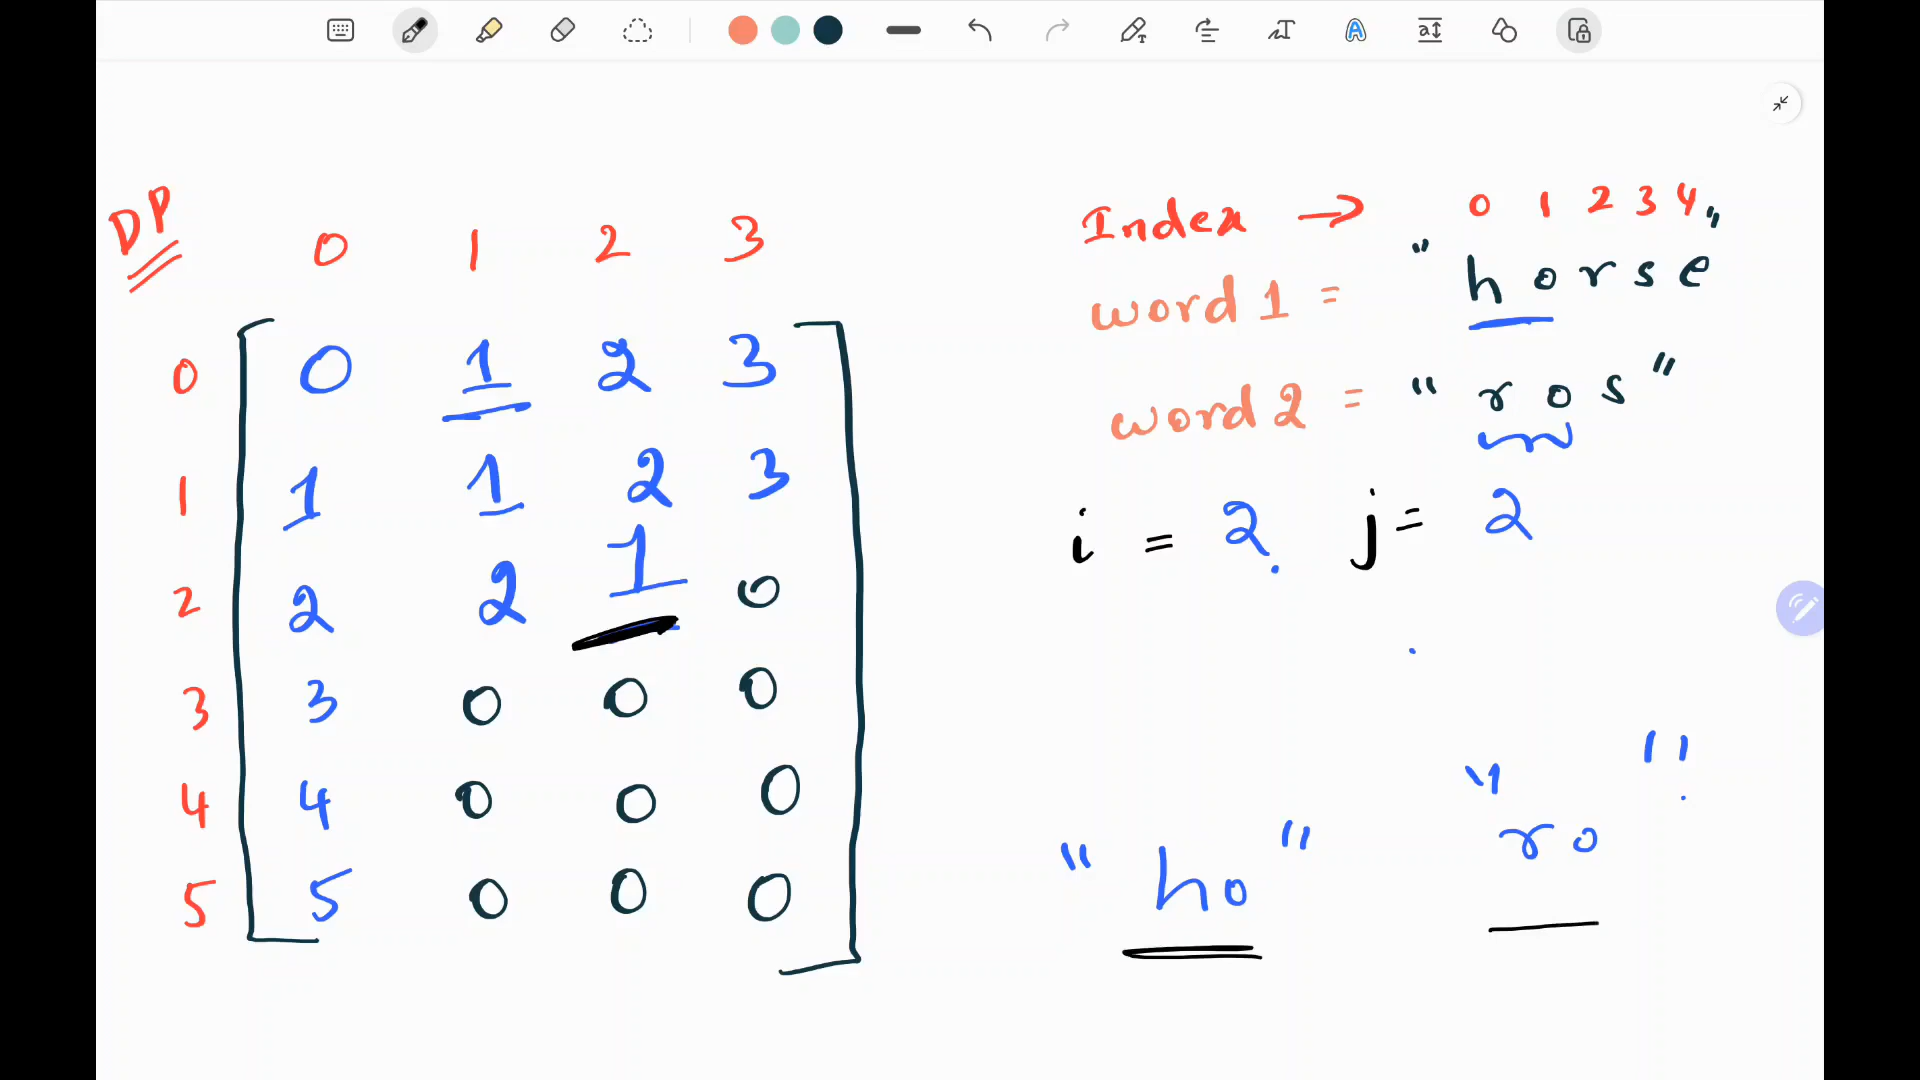 DP
0 1 2 3
0 0 1 2 3
1 1 1 2 3
2 2 2 1 0
3 3 0 0 0
4 4 0 0 0
5 5 0 0 0
Index → 0 1 2 3 4
word 1 = "horse"
word 2 = "ros"
i = 2 j = 2
"ho" "ro"